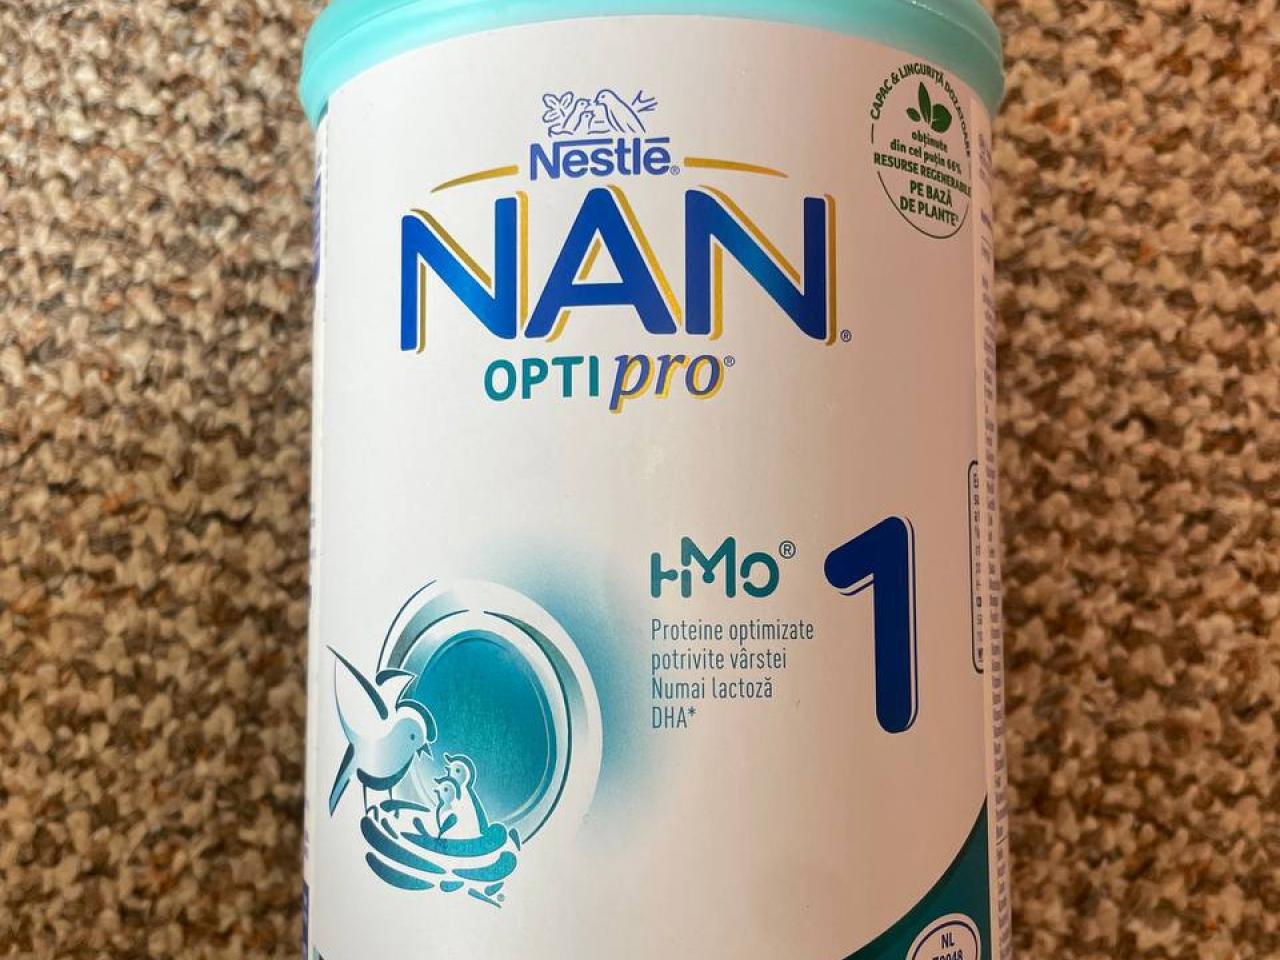 Nestlé®
NAN®
OPTIpro®
CAPAC & LINGURIȚĂ DOZATOARE
obținute
din cel puțin 66%
RESURSE REGENERABILE
PE BAZĂ
DE PLANTE
HMO®
1
Proteine optimizate
potrivite vârstei
Numai lactoză
DHA*
NL